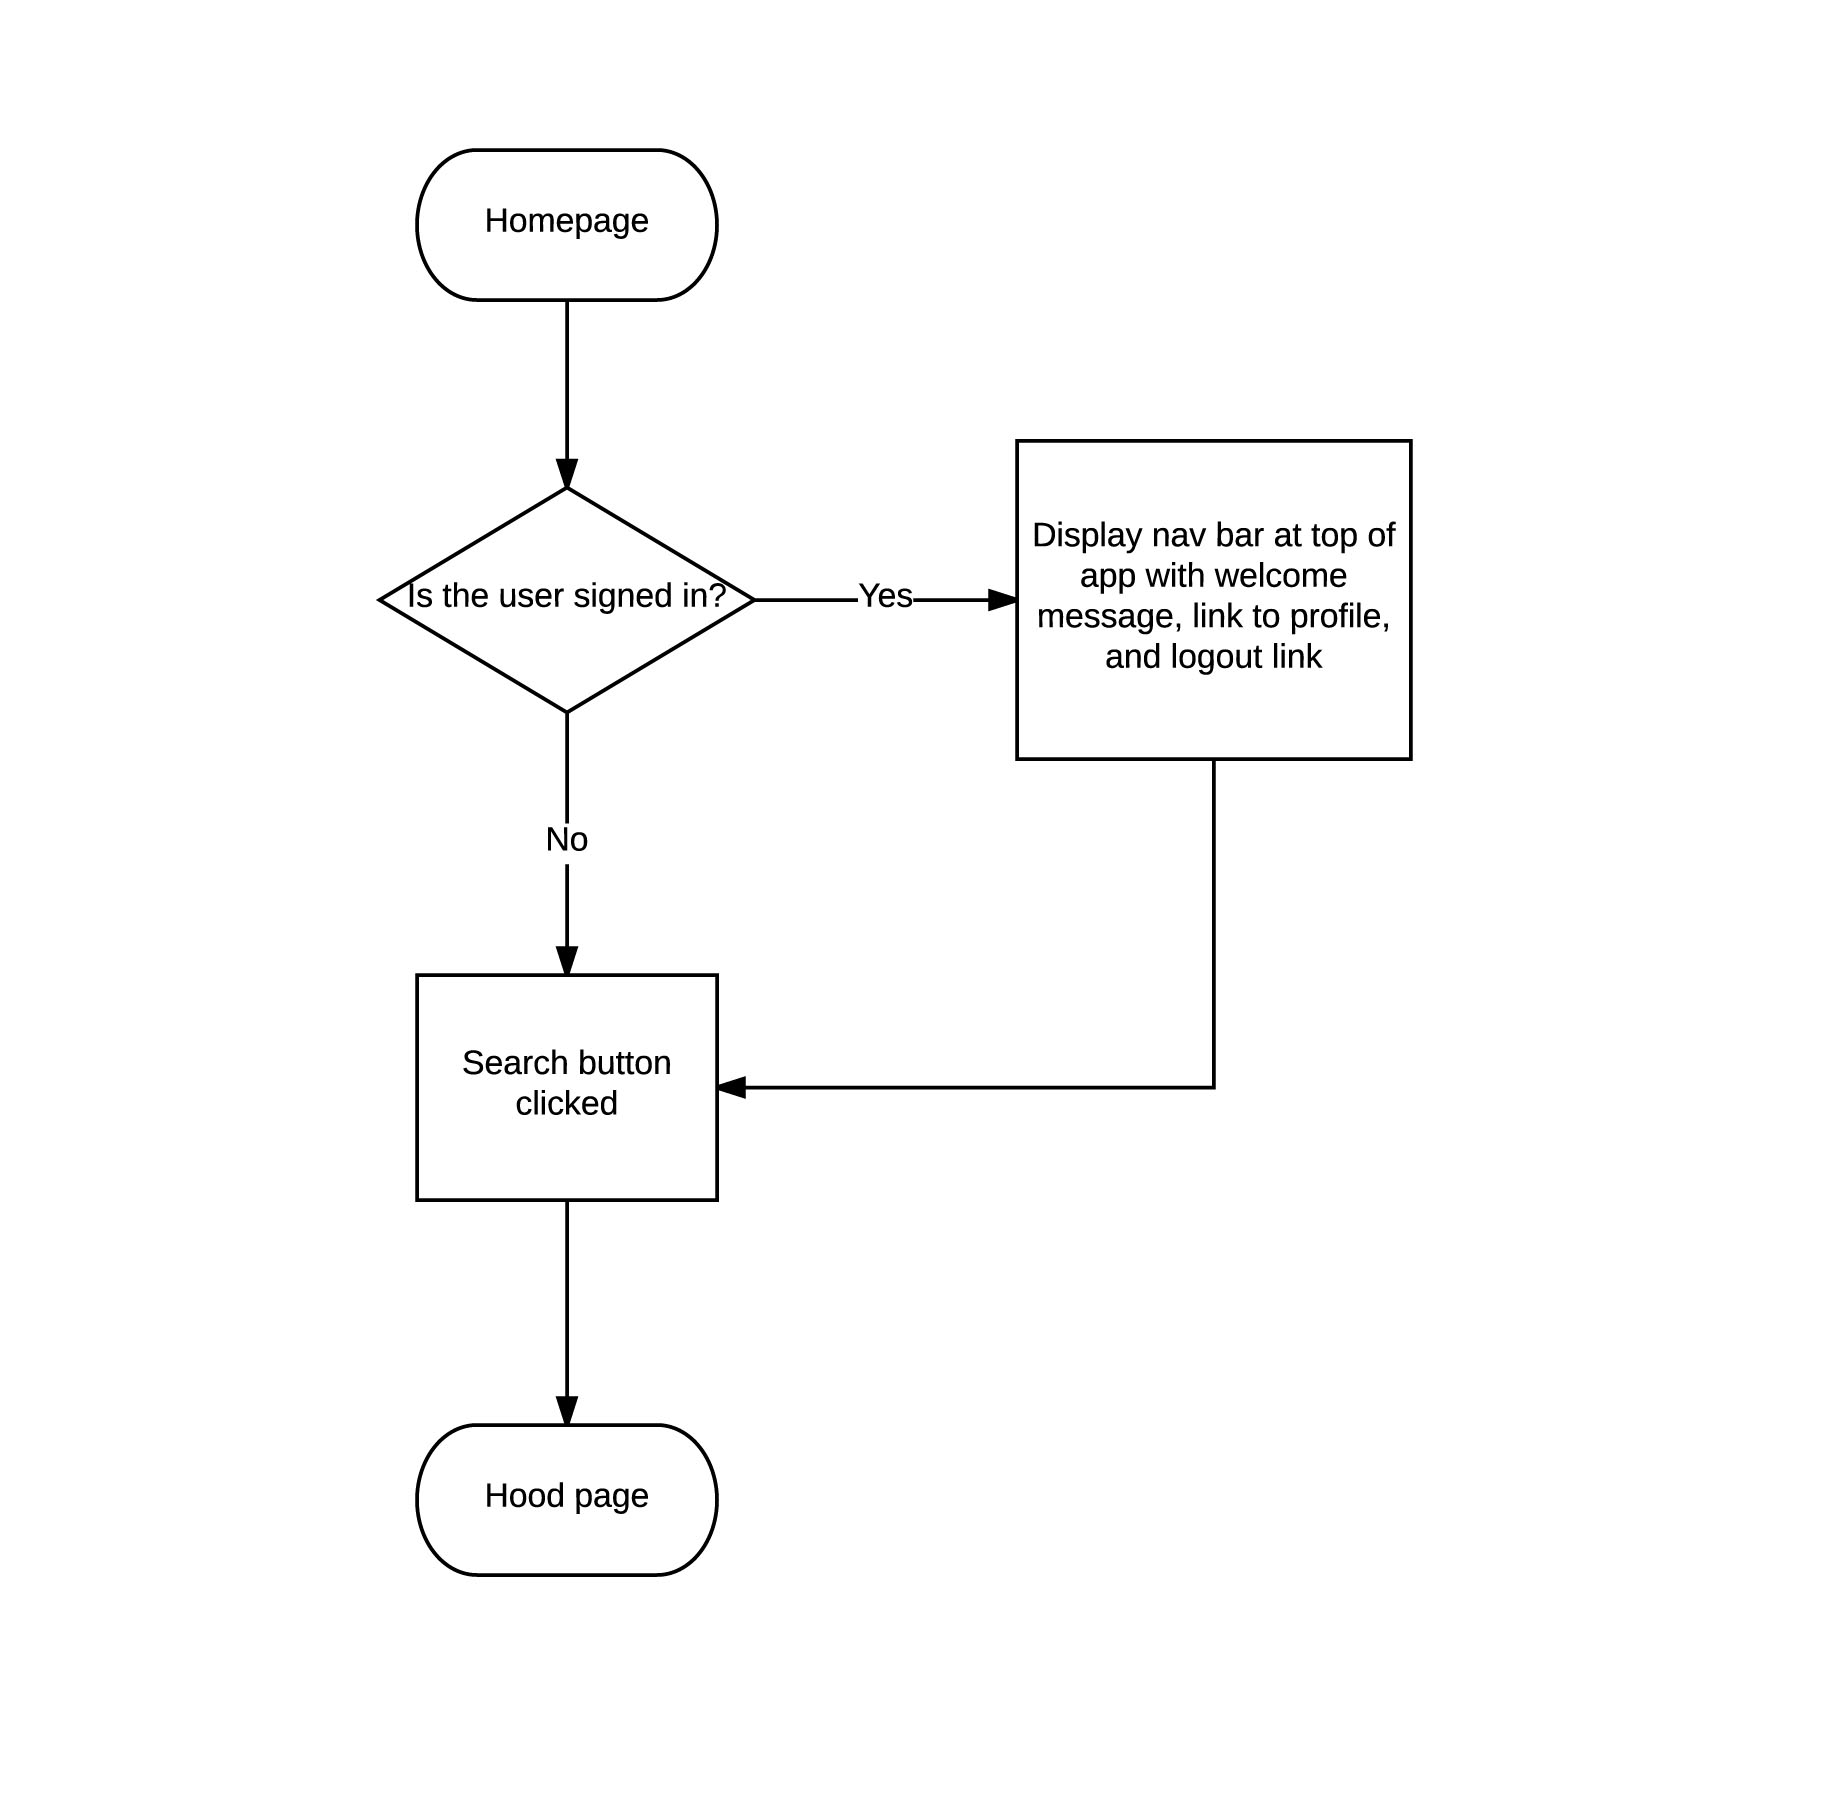 Homepage
Is the user signed in?
Yes
Display nav bar at top of
app with welcome
message, link to profile,
and logout link
No
Search button
clicked
Hood page